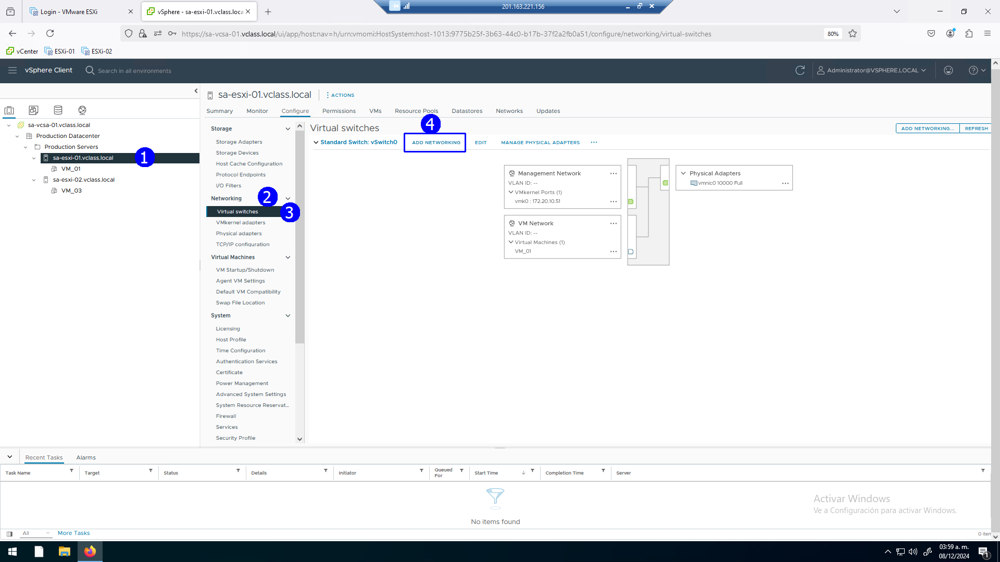 Login - VMware ESXi
vSphere - sa-esxi-01.vclass.loca
201.163.221.156
https://sa-vcsa-01.vclass.local/ui/app/host;nav=h/urn:vmomi:HostSystem:host-1013:9775b25f-3b63-44c0-b17b-37f2a2fb0a51/configure/networking/virtual-switches
80%
vCenter
ESXi-01
ESXi-02
vSphere Client
Search in all environments
Administrator@VSPHERE.LOCAL
sa-vcsa-01.vclass.local
Production Datacenter
Production Servers
sa-esxi-01.vclass.local
1
VM_01
sa-esxi-02.vclass.local
VM_03
sa-esxi-01.vclass.local
ACTIONS
Summary
Monitor
Configure
Permissions
VMs
Resource Pools
Datastores
Networks
Updates
Storage
Storage Adapters
Storage Devices
Host Cache Configuration
Protocol Endpoints
I/O Filters
Networking
2
Virtual switches
3
VMkernel adapters
Physical adapters
TCP/IP configuration
Virtual Machines
VM Startup/Shutdown
Agent VM Settings
Default VM Compatibility
Swap File Location
System
Licensing
Host Profile
Time Configuration
Authentication Services
Certificate
Power Management
Advanced System Settings
System Resource Reservat...
Firewall
Services
Security Profile
Virtual switches
4
ADD NETWORKING...
REFRESH
Standard Switch: vSwitch0
ADD NETWORKING
EDIT
MANAGE PHYSICAL ADAPTERS
Management Network
VLAN ID: --
VMkernel Ports (1)
vmk0 : 172.20.10.51
VM Network
VLAN ID: --
Virtual Machines (1)
VM_01
Physical Adapters
vmnic0 10000 Full
Recent Tasks
Alarms
Task Name
Target
Status
Details
Initiator
Queued For
Start Time
Completion Time
Server
No items found
Activar Windows
Ve a Configuración para activar Windows.
All
More Tasks
0 item
03:59 a. m.
08/12/2024
1